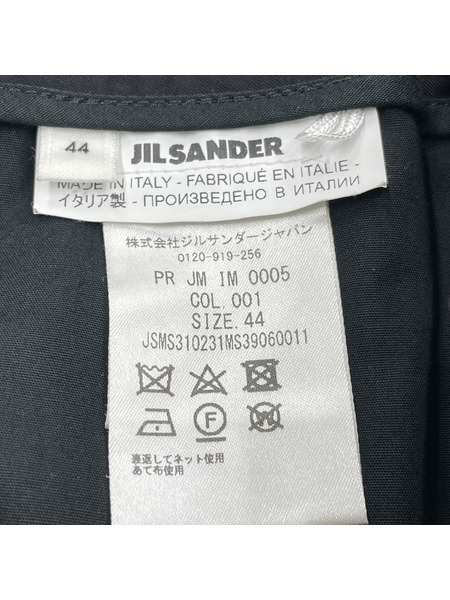 44
JIL SANDER
MADE IN ITALY - FABRIQUÉ EN ITALIE -
イタリア製 - ПРОИЗВЕДЕНО В ИТАЛИИ
株式会社ジルサンダージャパン
0120-919-256
PR JM IM 0005
COL. 001
SIZE. 44
JSMS310231MS39060011
F
W
裏返してネット使用
あて布使用